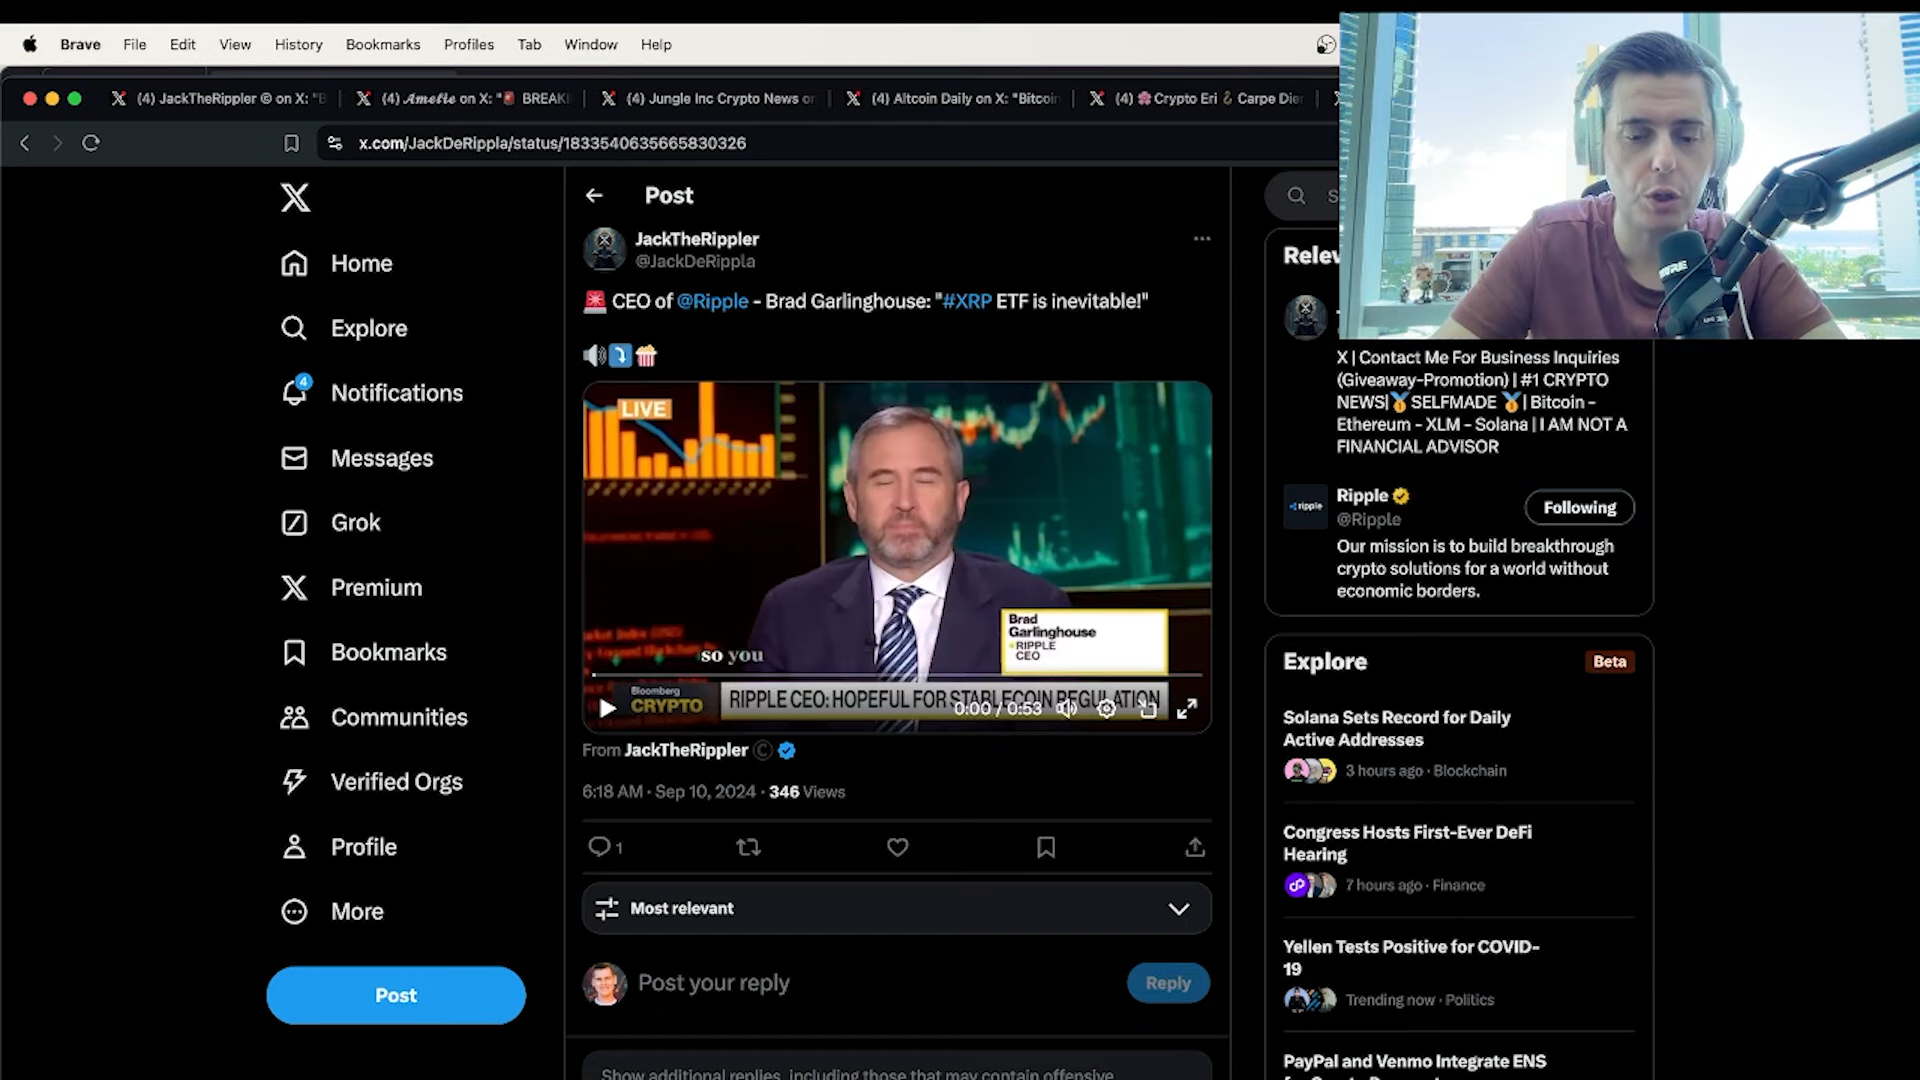 Brave File Edit View History Bookmarks Profiles Tab Window Help
(4) JackTheRippler © on X: "B
(4) 𝓐𝓶𝓮𝓵𝓲𝓮 on X: "🚨 BREAKI
(4) Jungle Inc Crypto News on
(4) Altcoin Daily on X: "Bitcoin
(4) 🌸Crypto Eri 🪝 Carpe Dier
x.com/JackDeRippla/status/1833540635665830326
Home
Explore
4
Notifications
Messages
Grok
Premium
Bookmarks
Communities
Verified Orgs
Profile
More
Post
Post
JackTheRippler
@JackDeRippla
🚨 CEO of @Ripple - Brad Garlinghouse: "#XRP ETF is inevitable!"
🔊⤵️🍿
LIVE
Brad
Garlinghouse
RIPPLE
CEO
so you
Bloomberg
CRYPTO
RIPPLE CEO: HOPEFUL FOR STABLECOIN REGULATION
0:00 / 0:53
From JackTheRippler ©
6:18 AM · Sep 10, 2024 · 346 Views
1
Most relevant
Post your reply
Reply
Show additional replies, including those that may contain offensive
Relev
X | Contact Me For Business Inquiries
(Giveaway-Promotion) | #1 CRYPTO
NEWS|🥇SELFMADE 🥇| Bitcoin -
Ethereum - XLM - Solana | I AM NOT A
FINANCIAL ADVISOR
ripple
Ripple
@Ripple
Following
Our mission is to build breakthrough
crypto solutions for a world without
economic borders.
Explore
Beta
Solana Sets Record for Daily
Active Addresses
3 hours ago · Blockchain
Congress Hosts First-Ever DeFi
Hearing
7 hours ago · Finance
Yellen Tests Positive for COVID-
19
Trending now · Politics
PayPal and Venmo Integrate ENS
SHURE